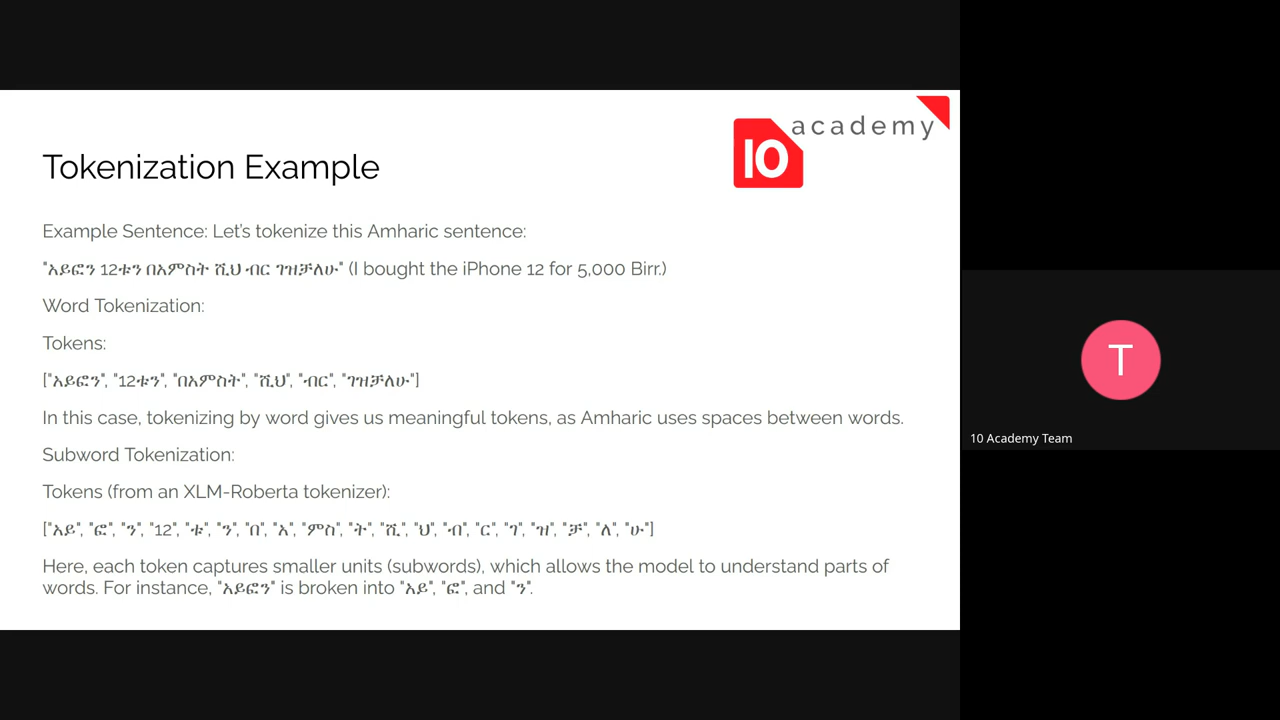 academy
10
Tokenization Example
Example Sentence: Let’s tokenize this Amharic sentence:
"አይፎን 12ቱን በአምስት ሺህ ብር ገዝቻለሁ" (I bought the iPhone 12 for 5,000 Birr.)
Word Tokenization:
Tokens:
["አይፎን", "12ቱን", "በአምስት", "ሺህ", "ብር", "ገዝቻለሁ"]
In this case, tokenizing by word gives us meaningful tokens, as Amharic uses spaces between words.
Subword Tokenization:
Tokens (from an XLM-Roberta tokenizer):
["አይ", "ፎ", "ን", "12", "ቱ", "ን", "በ", "አ", "ምስ", "ት", "ሺ", "ህ", "ብ", "ር", "ገ", "ዝ", "ቻ", "ለ", "ሁ"]
Here, each token captures smaller units (subwords), which allows the model to understand parts of
words. For instance, "አይፎን" is broken into "አይ", "ፎ", and "ን".
T
10 Academy Team